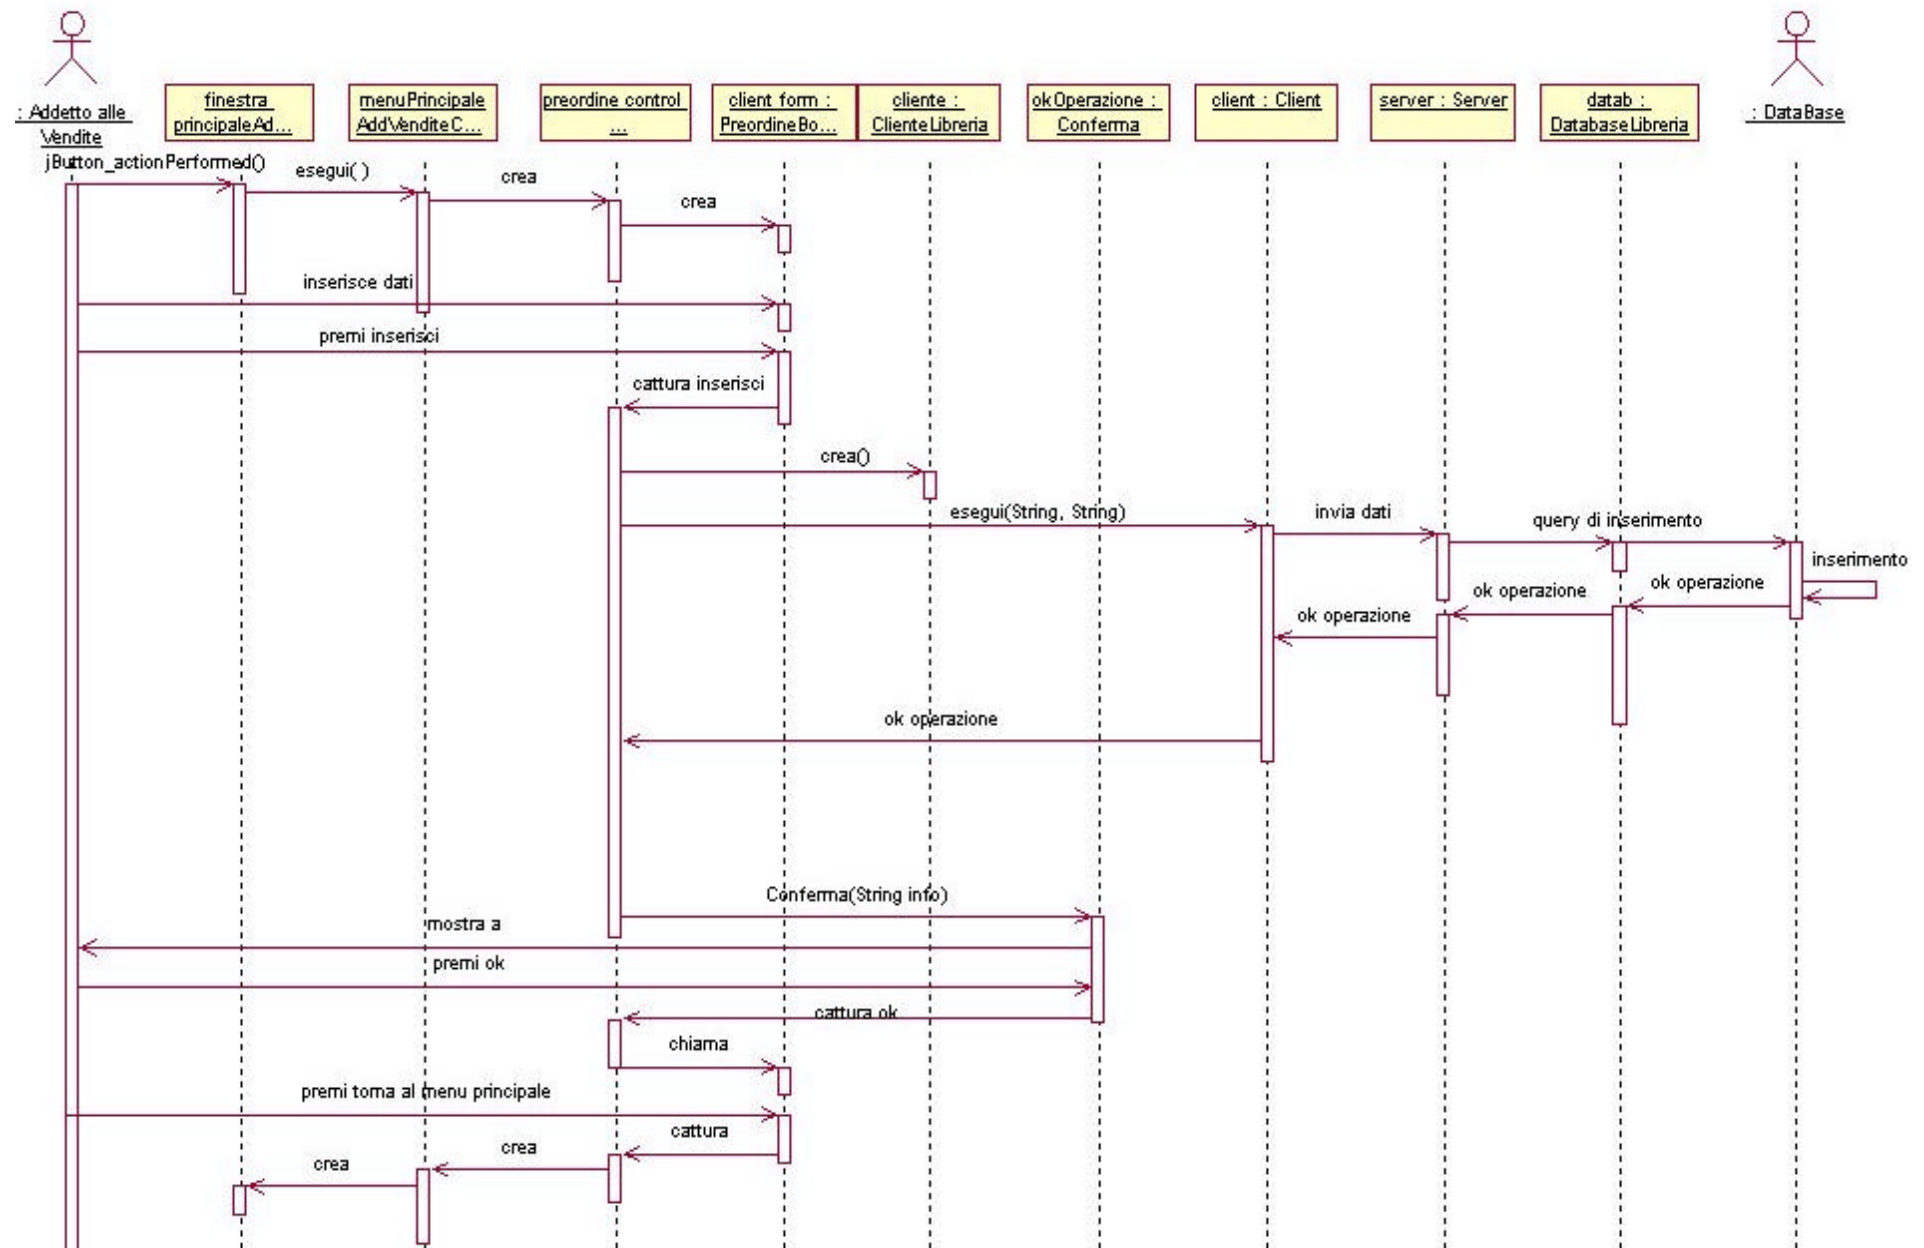 : Addetto alle
Vendite
finestra
principaleAd...
menuPrincipale
AddVenditeC...
preordine control
...
client form :
PreordineBo...
cliente :
ClienteLibreria
okOperazione :
Conferma
client : Client
server : Server
datab :
DatabaseLibreria
: DataBase
jButton_actionPerformed()
esegui( )
crea
crea
inserisce dati
premi inserisci
cattura inserisci
crea()
esegui(String, String)
invia dati
query di inserimento
inserimento
ok operazione
ok operazione
ok operazione
ok operazione
Conferma(String info)
mostra a
premi ok
cattura ok
chiama
premi torna al menu principale
cattura
crea
crea